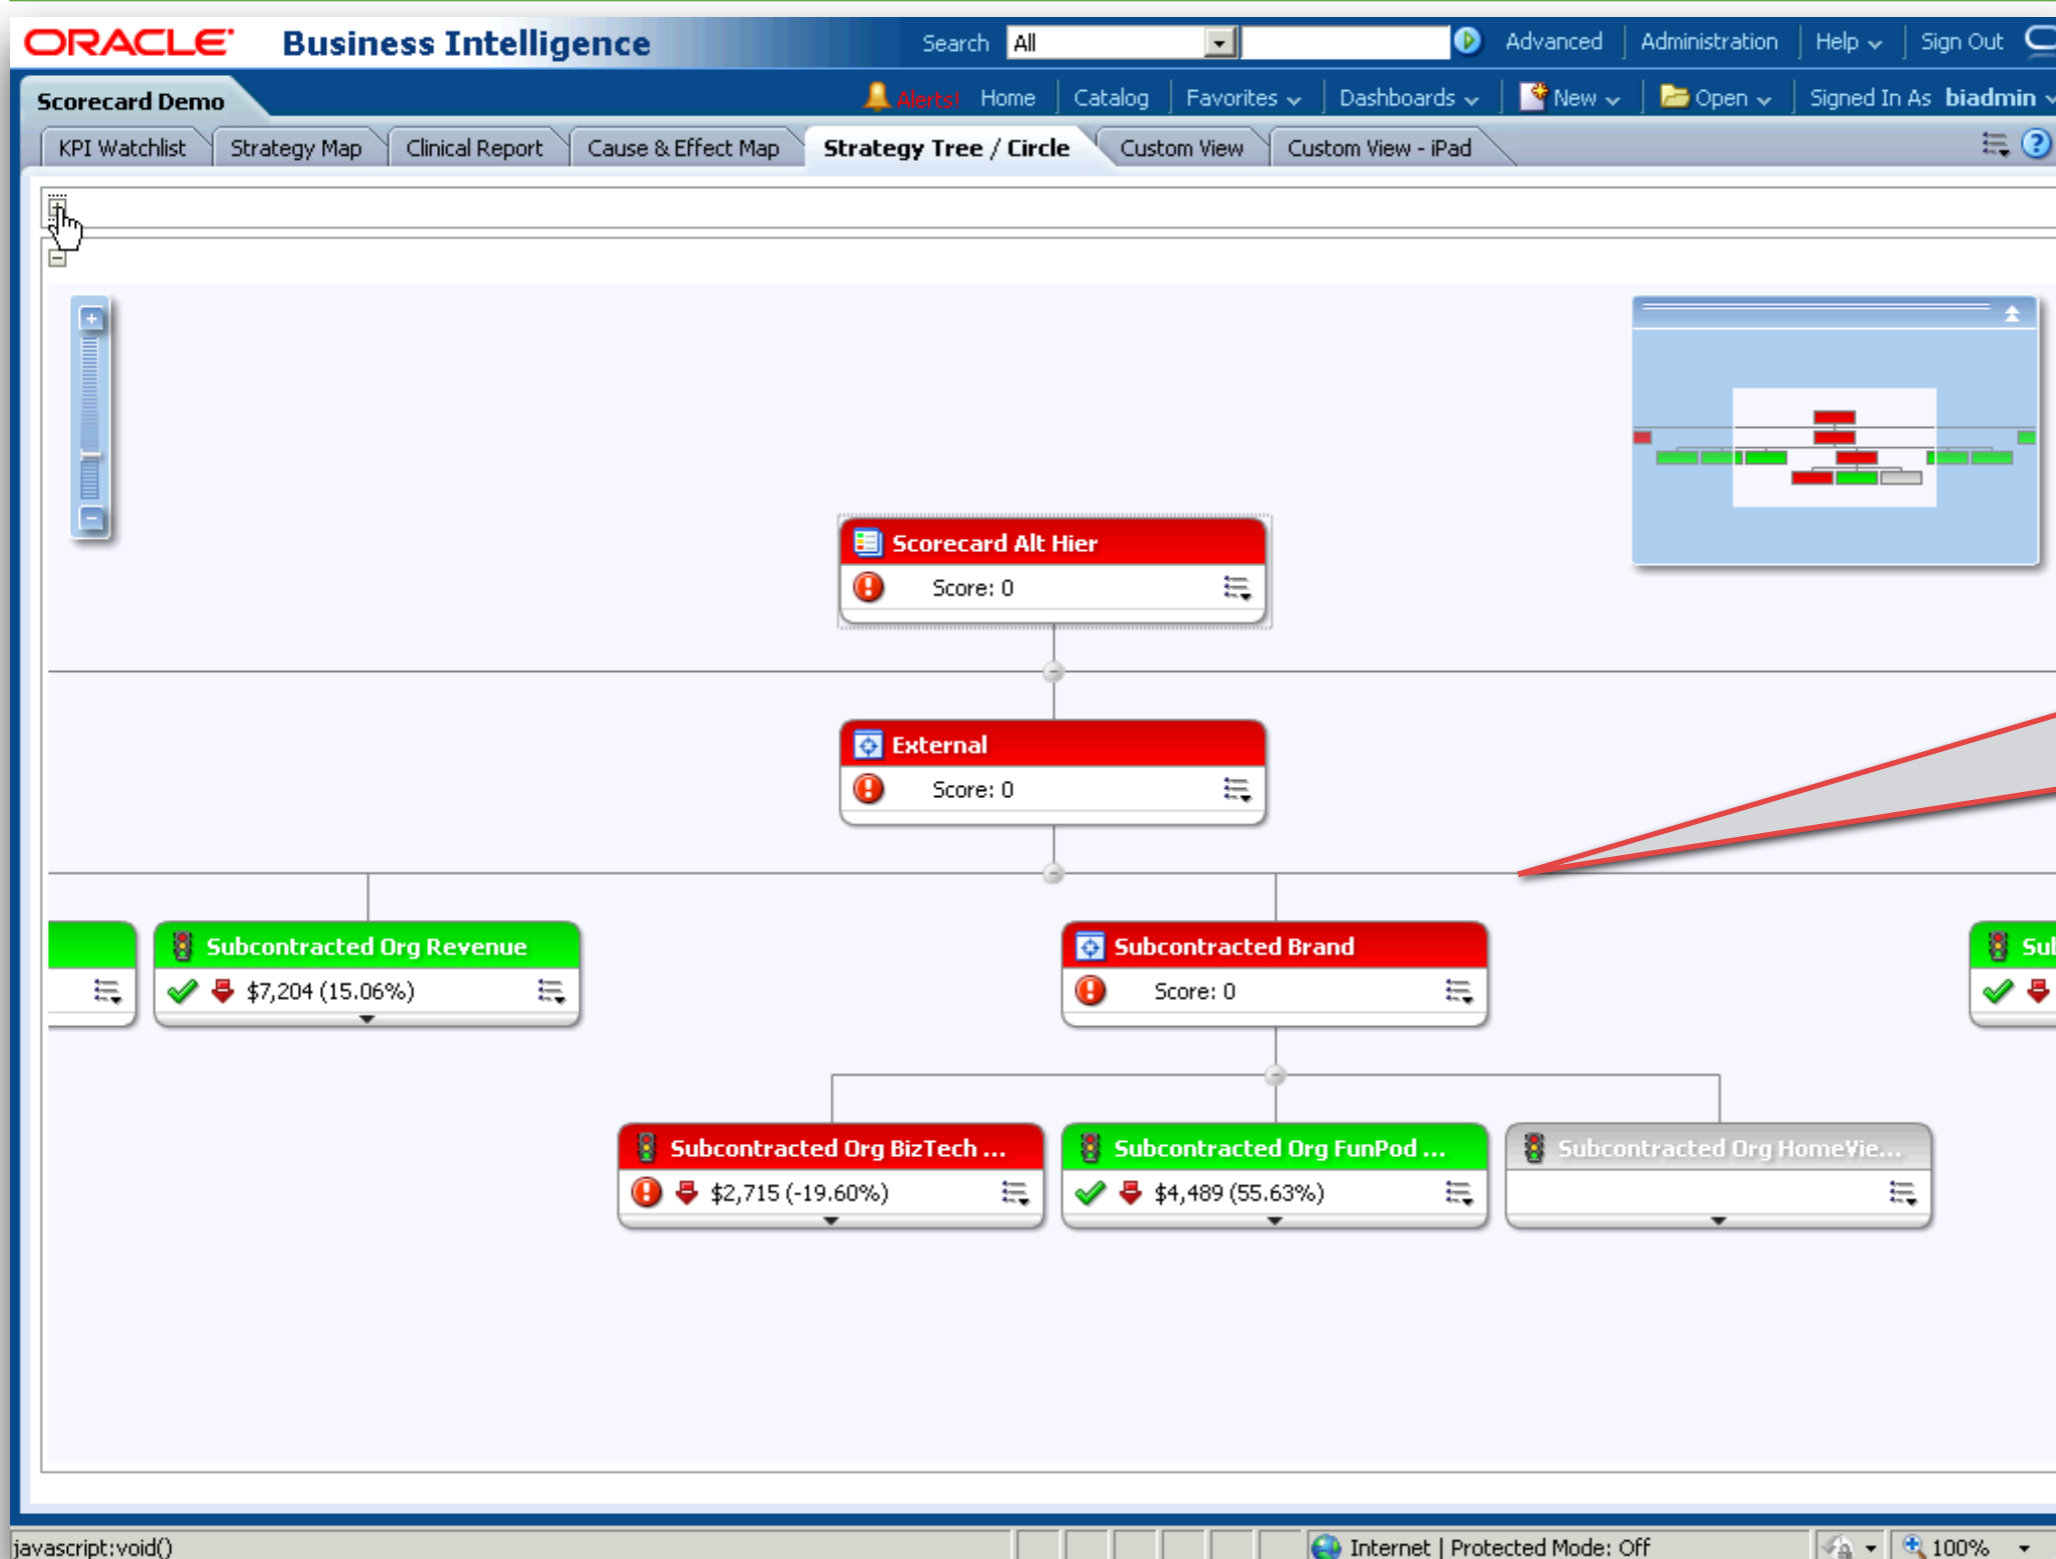 ORACLE Business Intelligence Search All Advanced Administration Help Sign Out
Scorecard Demo Alerts! Home Catalog Favorites Dashboards New Open Signed In As biadmin
KPI Watchlist Strategy Map Clinical Report Cause & Effect Map Strategy Tree / Circle Custom View Custom View - iPad
Scorecard Alt Hier
Score: 0
External
Score: 0
Subcontracted Org Revenue
$7,204 (15.06%)
Subcontracted Brand
Score: 0
Sub
Subcontracted Org BizTech ...
$2,715 (-19.60%)
Subcontracted Org FunPod ...
$4,489 (55.63%)
Subcontracted Org HomeVie...
javascript:void() Internet | Protected Mode: Off 100%